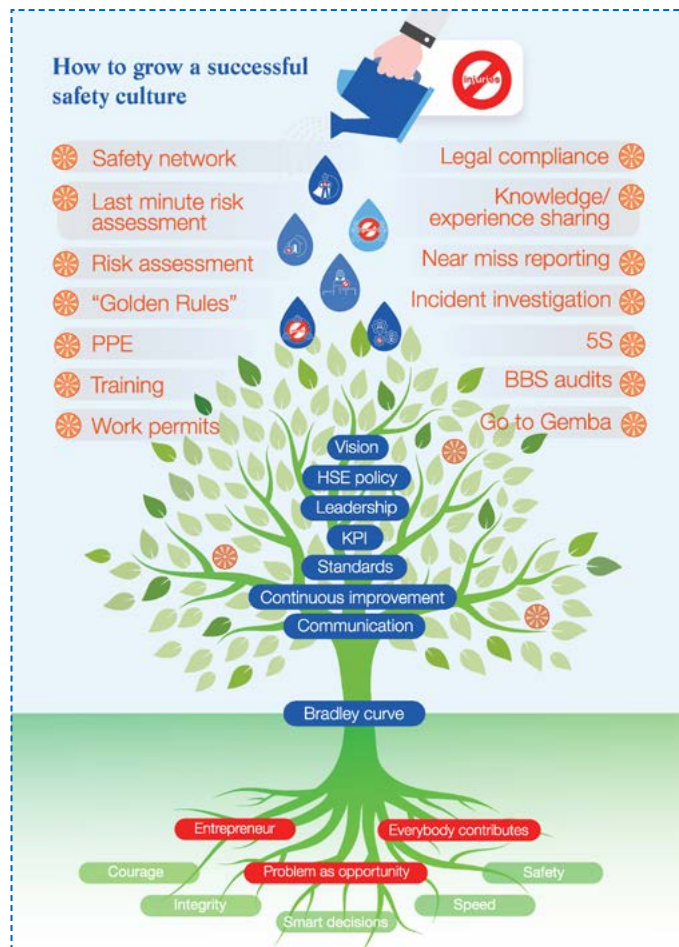 How to grow a successful
safety culture
injuries
Safety network
Last minute risk
assessment
Risk assessment
“Golden Rules”
PPE
Training
Work permits
Legal compliance
Knowledge/
experience sharing
Near miss reporting
Incident investigation
5S
BBS audits
Go to Gemba
Vision
HSE policy
Leadership
KPI
Standards
Continuous improvement
Communication
Bradley curve
Entrepreneur
Everybody contributes
Courage
Problem as opportunity
Safety
Integrity
Smart decisions
Speed